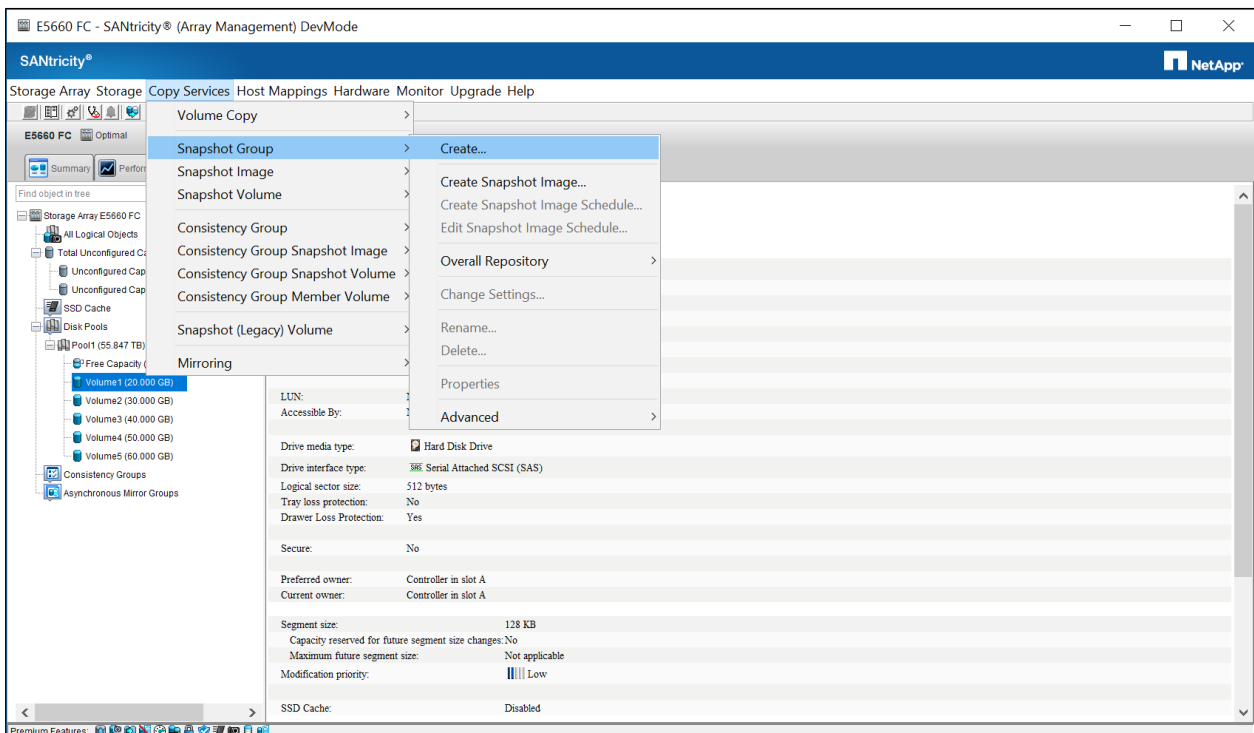 E5660 FC - SANtricity® (Array Management) DevMode
SANtricity®
NetApp
Storage Array Storage Copy Services Host Mappings Hardware Monitor Upgrade Help
E5660 FC Optimal
Summary
Find object in tree
Storage Array E5660 FC
All Logical Objects
Total Unconfigured
Unconfigured Cap
Unconfigured Cap
SSD Cache
Disk Pools
Pool1 (55.847 TB)
Free Capacity
Volume1 (20.000 GB)
Volume2 (30.000 GB)
Volume3 (40.000 GB)
Volume4 (50.000 GB)
Volume5 (60.000 GB)
Consistency Groups
Asynchronous Mirror Groups
Volume Copy
Snapshot Group
Snapshot Image
Snapshot Volume
Consistency Group
Consistency Group Snapshot Image
Consistency Group Snapshot Volume
Consistency Group Member Volume
Snapshot (Legacy) Volume
Mirroring
Create...
Create Snapshot Image...
Create Snapshot Image Schedule...
Edit Snapshot Image Schedule...
Overall Repository
Change Settings...
Rename...
Delete...
Properties
Advanced
LUN:
Accessible By:
Drive media type: Hard Disk Drive
Drive interface type: Serial Attached SCSI (SAS)
Logical sector size: 512 bytes
Tray loss protection: No
Drawer Loss Protection: Yes
Secure: No
Preferred owner: Controller in slot A
Current owner: Controller in slot A
Segment size: 128 KB
Capacity reserved for future segment size changes: No
Maximum future segment size: Not applicable
Modification priority: Low
SSD Cache: Disabled
Premium Features: